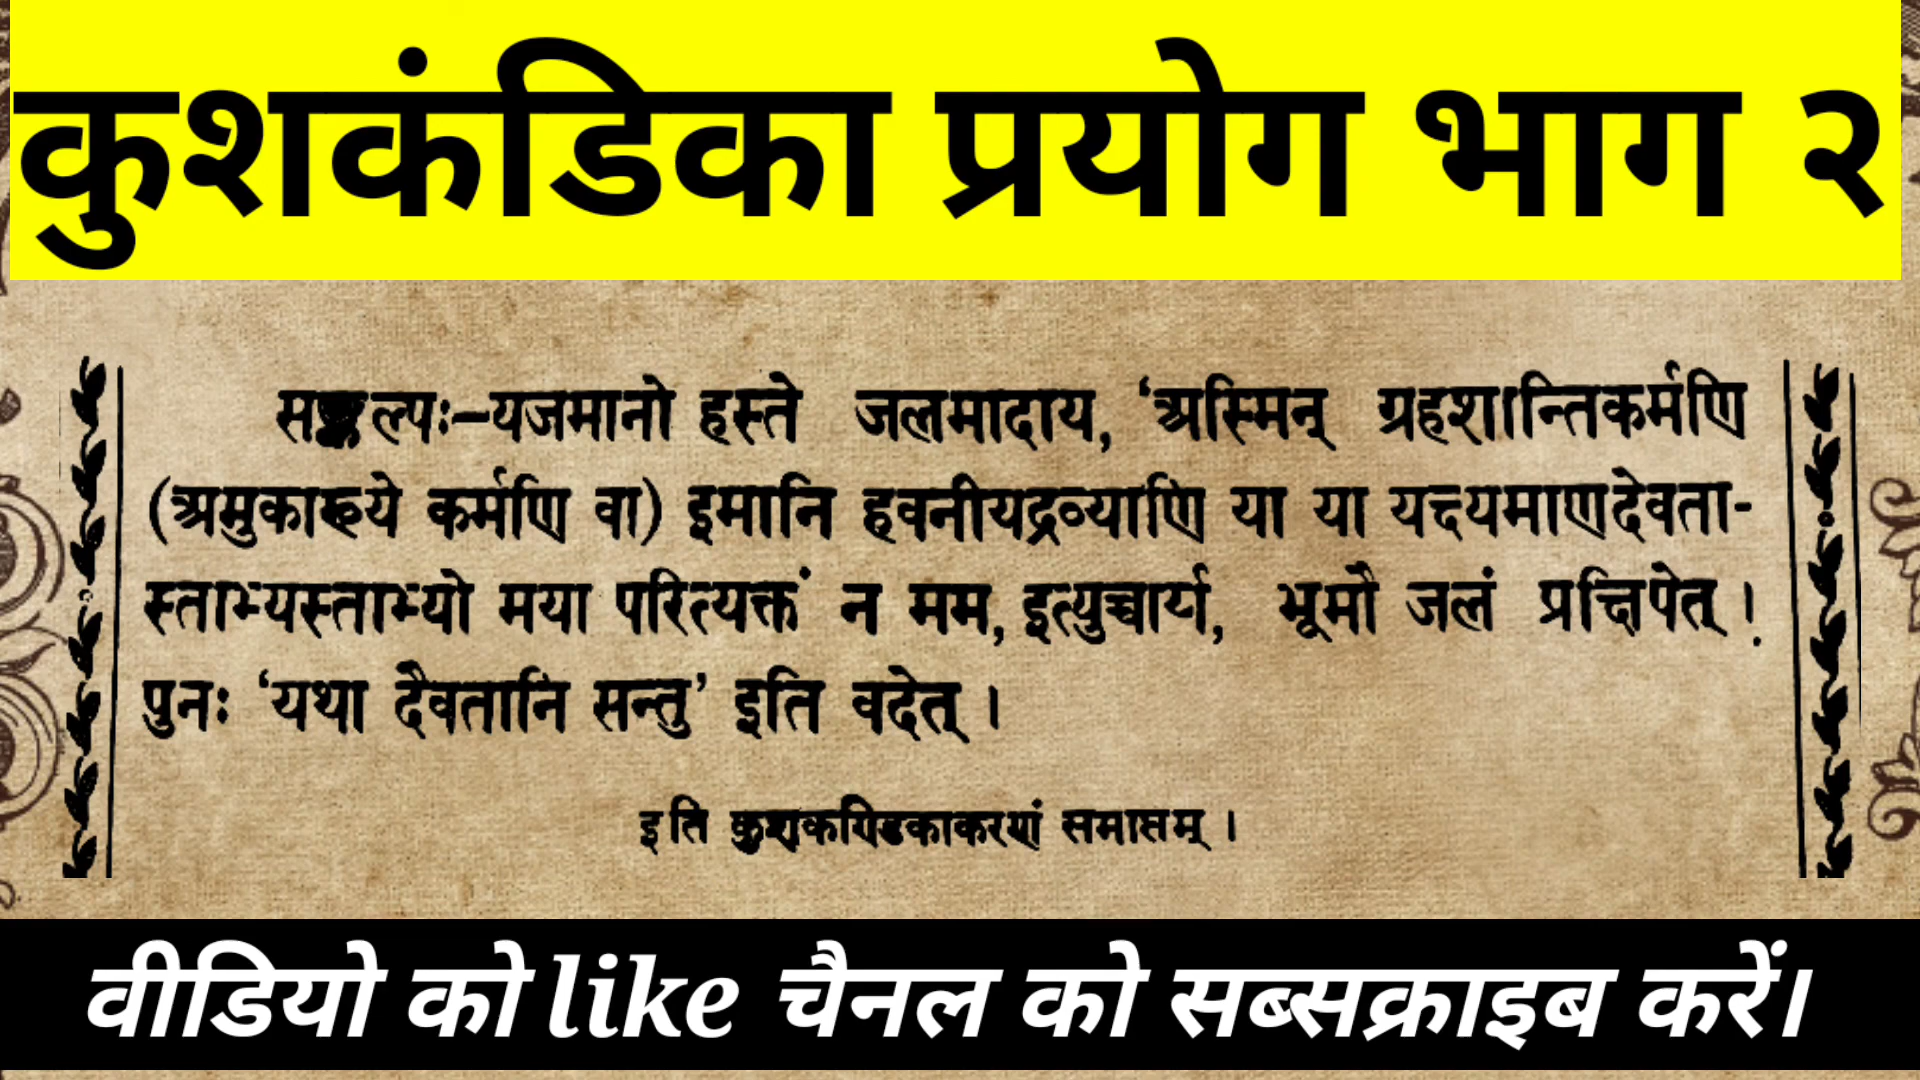 कुशकंडिका प्रयोग भाग २
सङ्कल्पः–यजमानो हस्ते जलमादाय, ‘अस्मिन् ग्रहशान्तिकर्मणि
(अमुकाख्ये कर्मणि वा) इमानि हवनीयद्रव्याणि या या यक्ष्यमाणदेवता-
स्ताभ्यस्ताभ्यो मया परित्यक्तं न मम, इत्युच्चार्य, भूमौ जलं प्रक्षिपेत् ।
पुनः ‘यथा दैवतानि सन्तु’ इति वदेत् ।
इति कुशकण्डिकाकरणं समाप्तम् ।
वीडियो को like चैनल को सब्सक्राइब करें।